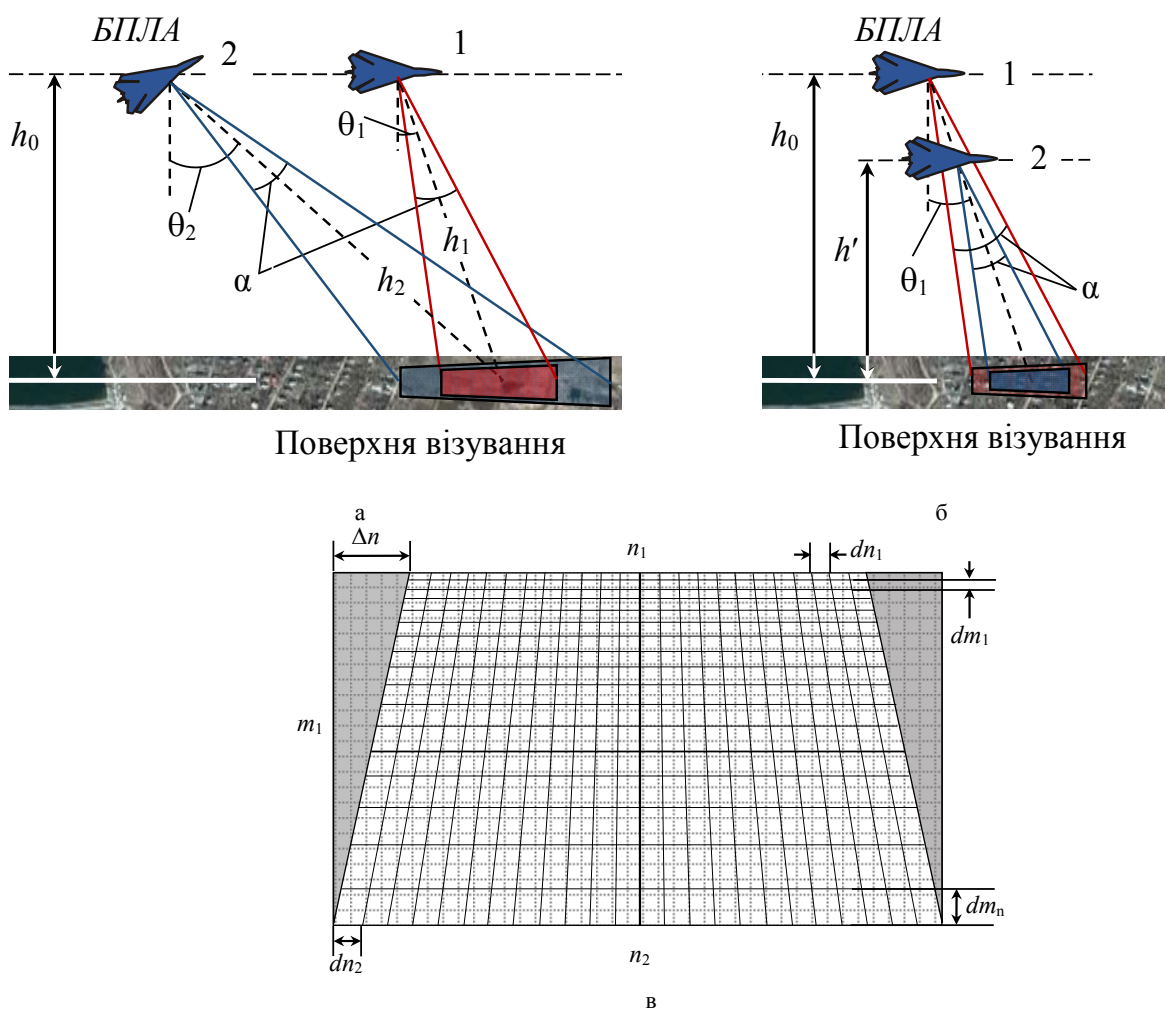 БПЛА
2
1
h₀
θ₁
θ₂
α
h₁
h₂
Поверхня візування
а
БПЛА
1
h₀
2
h′
θ₁
α
Поверхня візування
б
Δn
n₁
dn₁
dm₁
m₁
dmₙ
dn₂
n₂
в